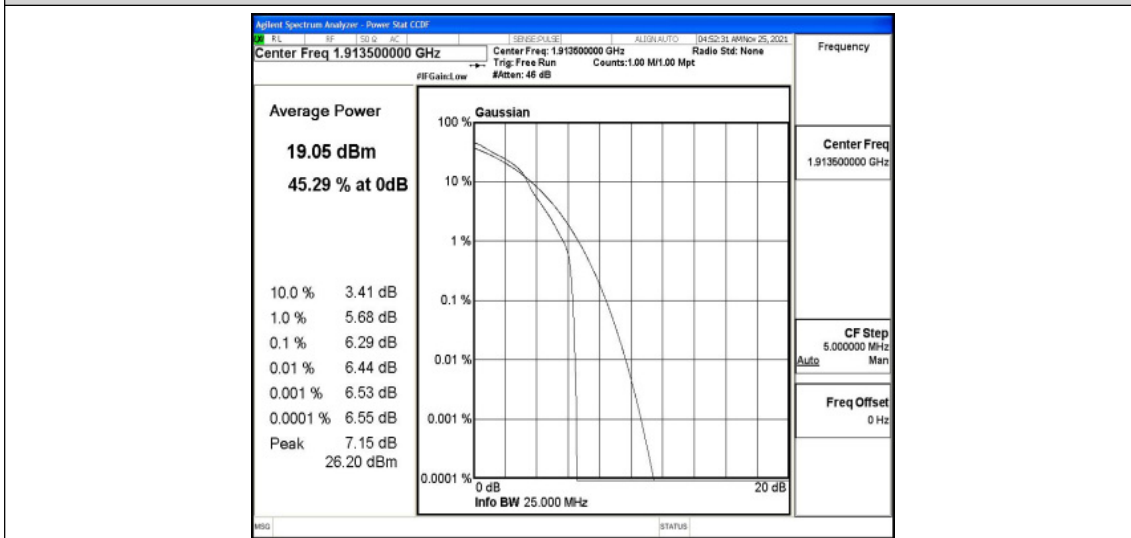 Agilent Spectrum Analyzer - Power Stat CCDF
RL RF 50 Ω AC SENSE:PULSE ALIGN AUTO 04:52:31 AM Nov 25, 2021
Center Freq 1.913500000 GHz
Center Freq: 1.913500000 GHz Radio Std: None
Trig: Free Run Counts:1.00 M/1.00 Mpt
#IFGain:Low #Atten: 46 dB
Frequency
Average Power
19.05 dBm
45.29 % at 0dB
10.0 % 3.41 dB
1.0 % 5.68 dB
0.1 % 6.29 dB
0.01 % 6.44 dB
0.001 % 6.53 dB
0.0001 % 6.55 dB
Peak 7.15 dB
26.20 dBm
Gaussian
100 %
10 %
1 %
0.1 %
0.01 %
0.001 %
0.0001 %
0 dB 20 dB
Info BW 25.000 MHz
Center Freq
1.913500000 GHz
CF Step
5.000000 MHz
Auto Man
Freq Offset
0 Hz
MSG STATUS